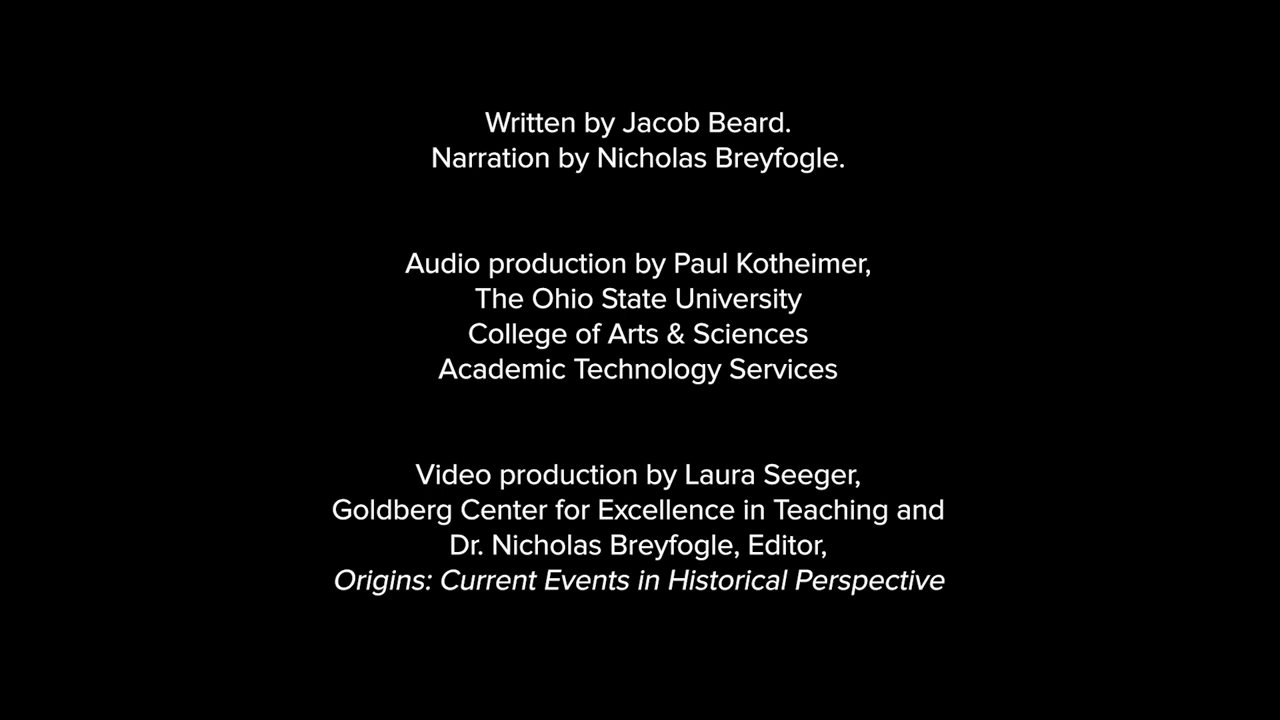 Written by Jacob Beard.
Narration by Nicholas Breyfogle.
Audio production by Paul Kotheimer,
The Ohio State University
College of Arts & Sciences
Academic Technology Services
Video production by Laura Seeger,
Goldberg Center for Excellence in Teaching and
Dr. Nicholas Breyfogle, Editor,
Origins: Current Events in Historical Perspective